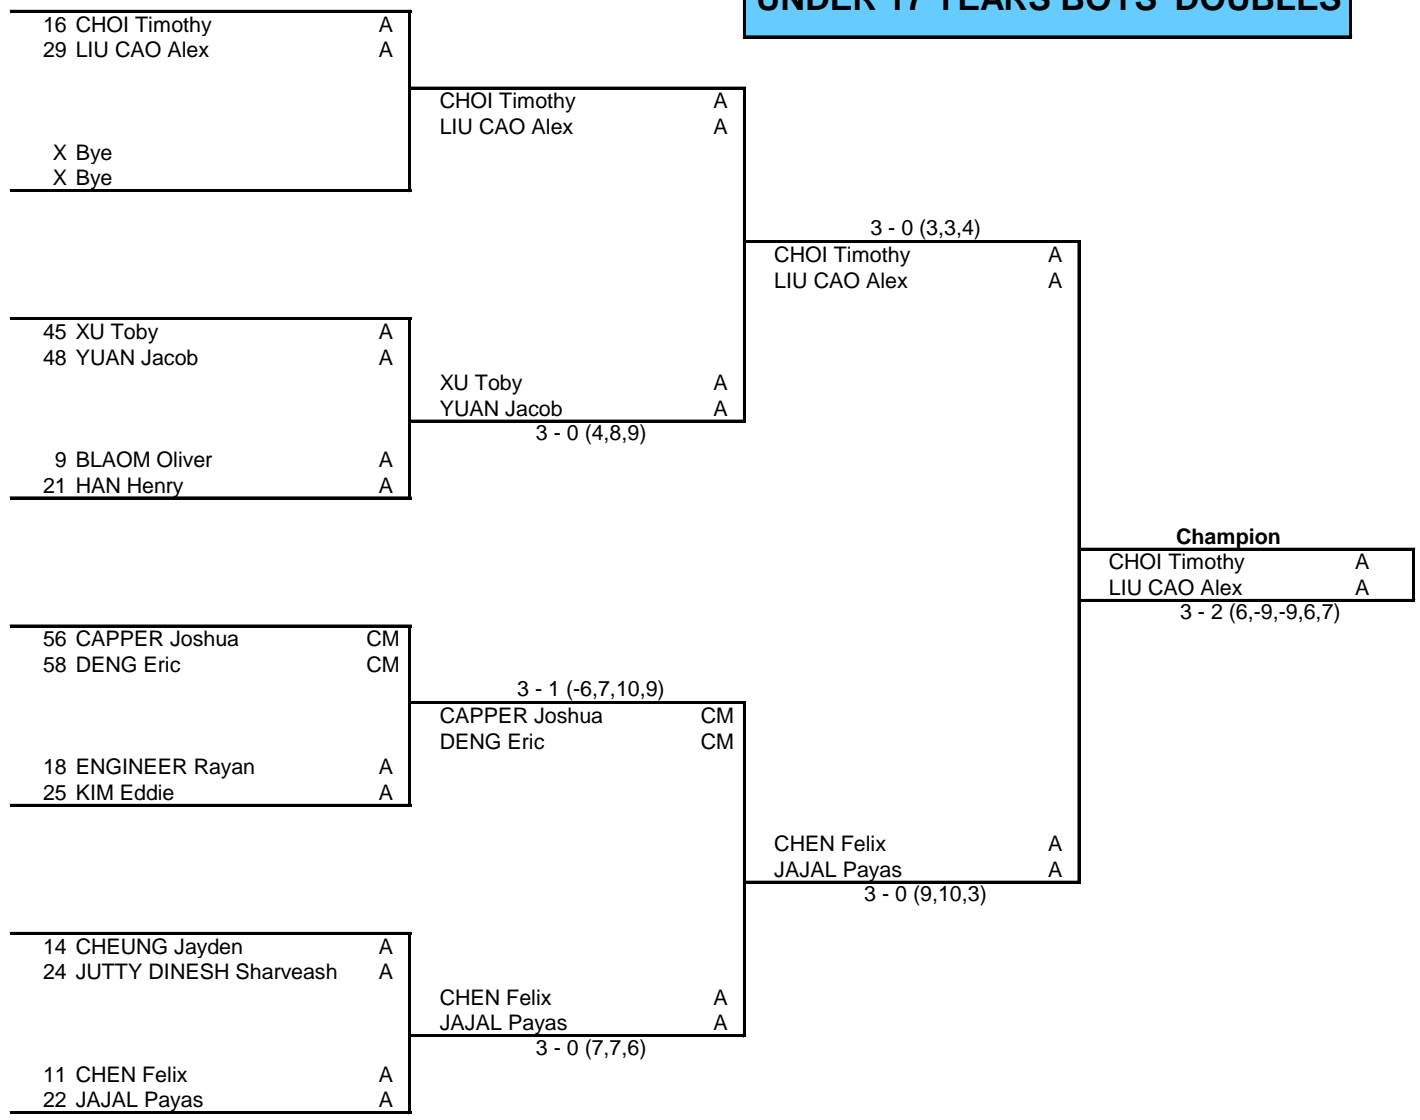 UNDER 17 YEARS BOYS' DOUBLES
16 CHOI Timothy A
29 LIU CAO Alex A
CHOI Timothy A
LIU CAO Alex A
X Bye
X Bye
3 - 0 (3,3,4)
CHOI Timothy A
LIU CAO Alex A
45 XU Toby A
48 YUAN Jacob A
XU Toby A
YUAN Jacob A
3 - 0 (4,8,9)
9 BLAOM Oliver A
21 HAN Henry A
Champion
CHOI Timothy A
LIU CAO Alex A
3 - 2 (6,-9,-9,6,7)
56 CAPPER Joshua CM
58 DENG Eric CM
3 - 1 (-6,7,10,9)
CAPPER Joshua CM
DENG Eric CM
18 ENGINEER Rayan A
25 KIM Eddie A
CHEN Felix A
JAJAL Payas A
3 - 0 (9,10,3)
14 CHEUNG Jayden A
24 JUTTY DINESH Sharveash A
CHEN Felix A
JAJAL Payas A
3 - 0 (7,7,6)
11 CHEN Felix A
22 JAJAL Payas A